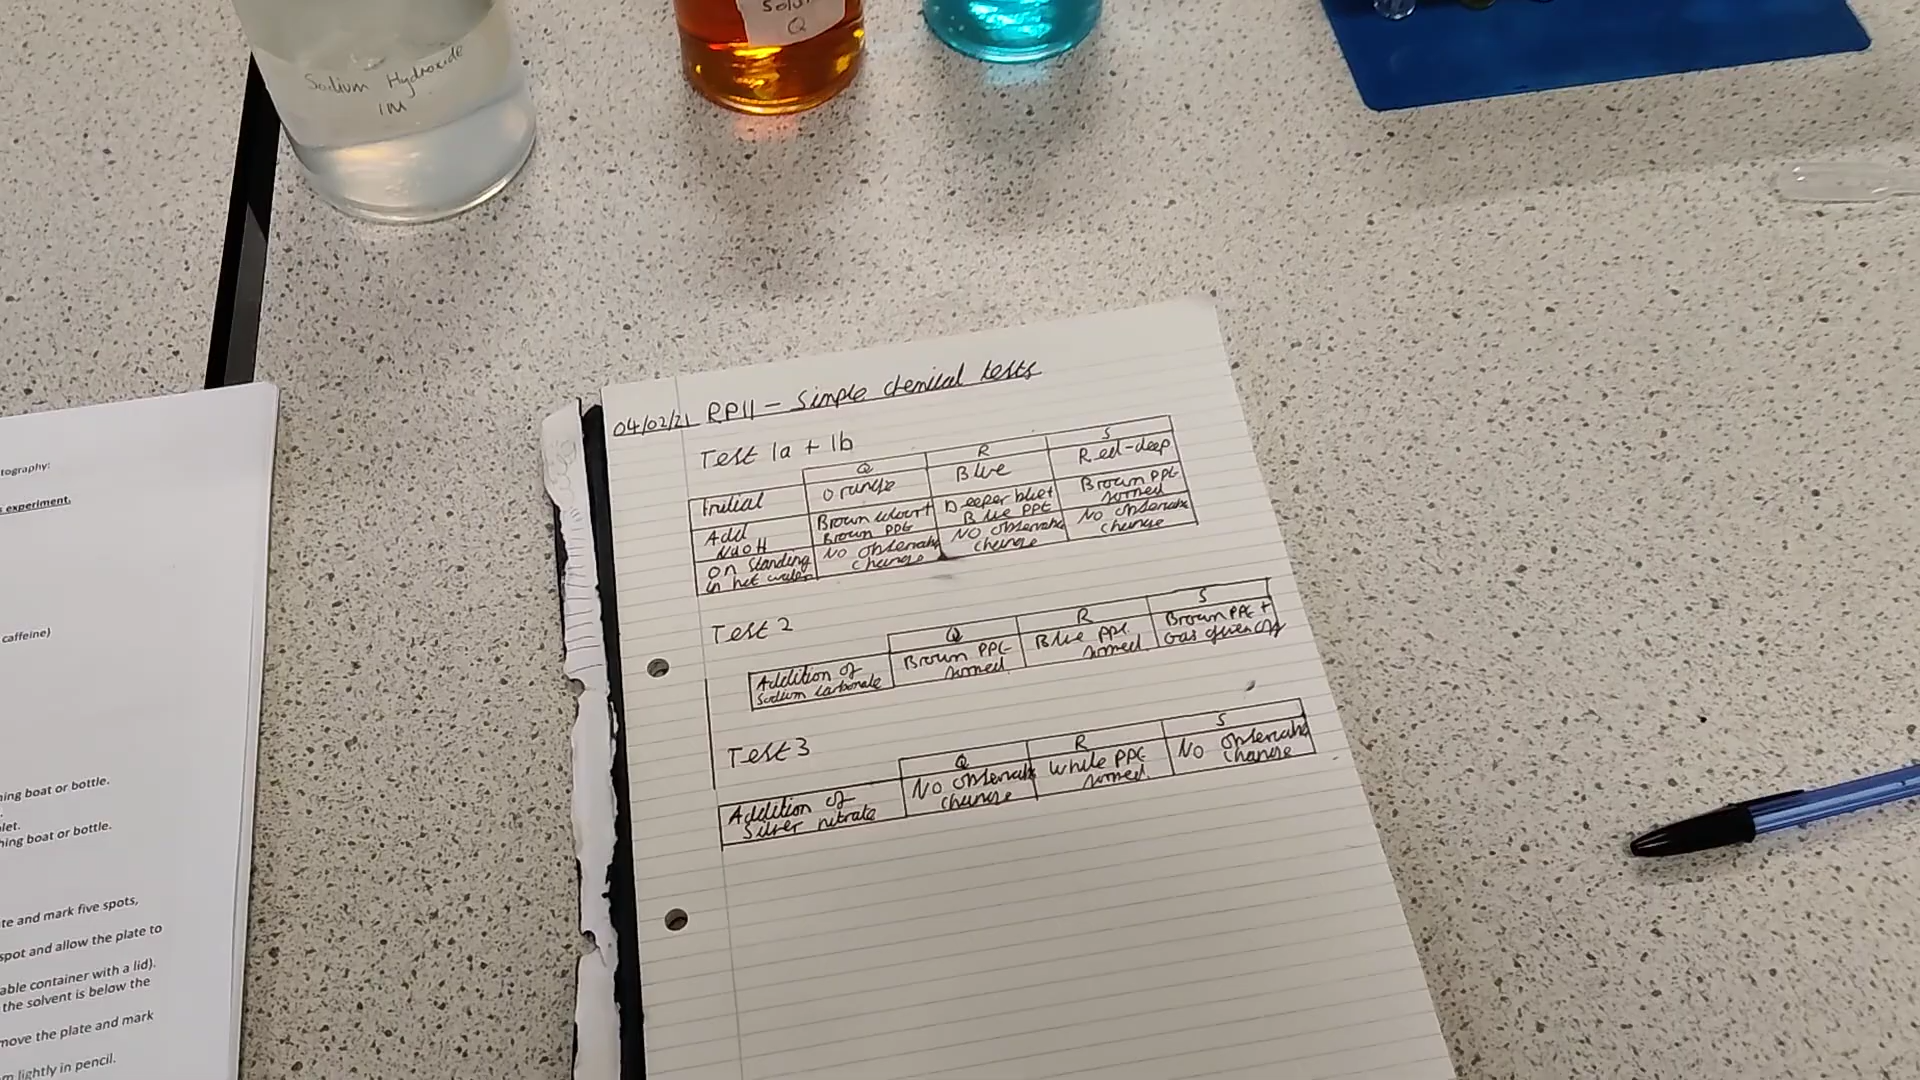 Sodium Hydroxide
1M
Q
04/02/21 RP11 - Simple chemical tests
Test 1a + 1b
Q R S
Initial Orange Blue Red-deep
Add NaOH Brown colour + Brown PPt Deeper blue + Blue PPt Brown PPt formed
On standing in hot water No observable change No observable change No observable change
Test 2
Q R S
Addition of Sodium carbonate Brown PPt formed Blue PPt formed Brown PPt + Gas given off
Test 3
Q R S
Addition of Silver nitrate No observable change White PPt formed No observable change
tography:
experiment.
caffeine)
ning boat or bottle.
ning boat or bottle.
te and mark five spots,
spot and allow the plate to
able container with a lid).
the solvent is below the
move the plate and mark
m lightly in pencil.